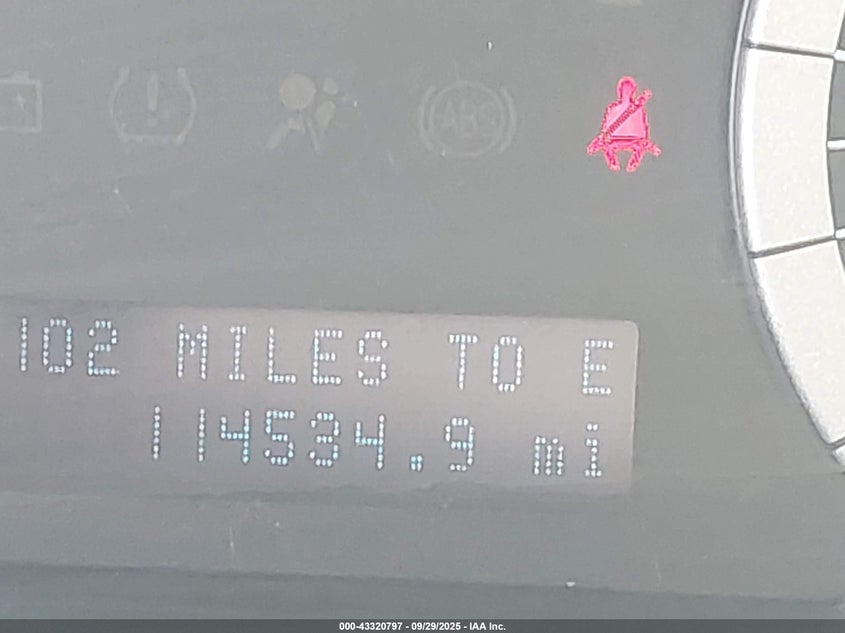 ABS
102 MILES TO E
114534.9 mi
000-43320797 - 09/29/2025 - IAA Inc.